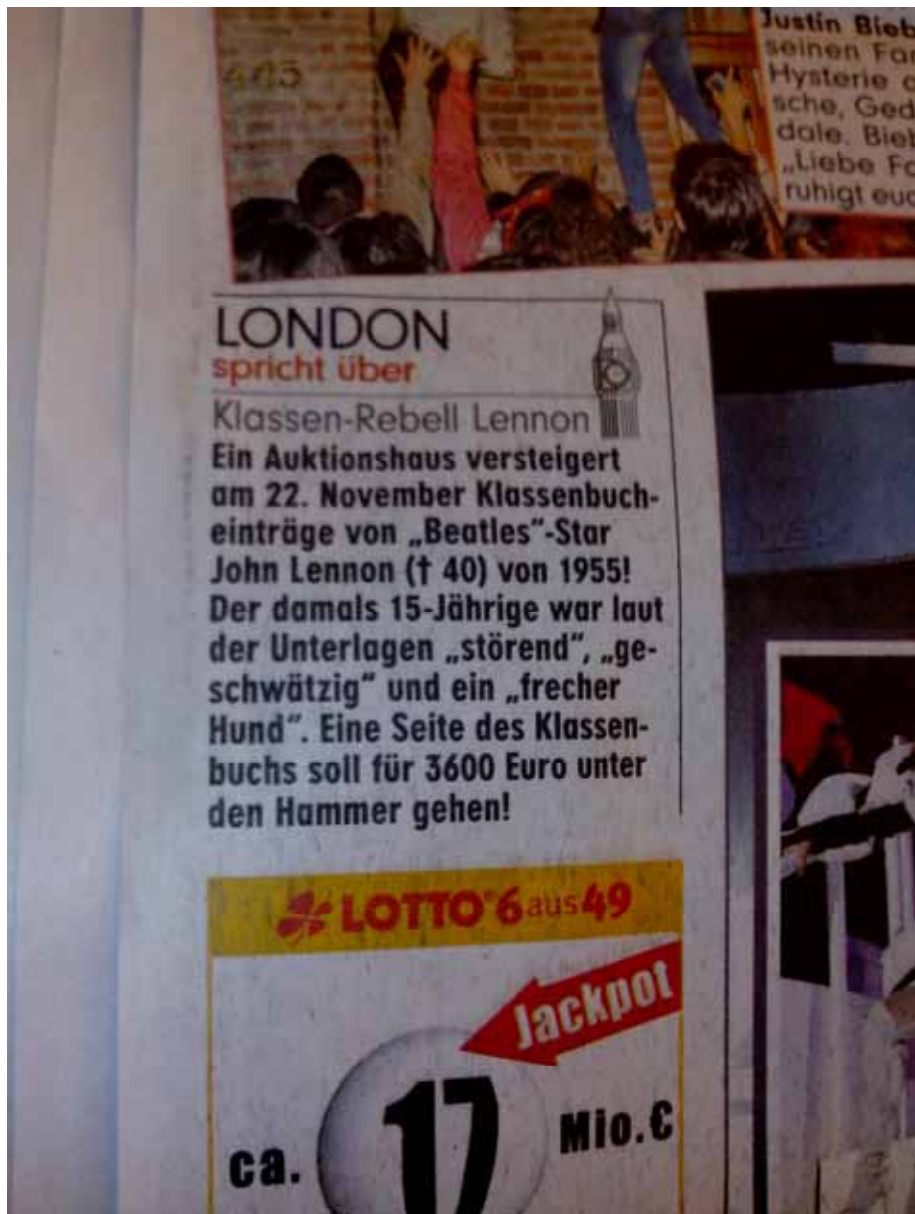 Justin Bieb
seinen Fa
Hysterie
sche, Ged
dale. Bieb
„Liebe Fa
ruhigt euc
LONDON
spricht über
Klassen-Rebell Lennon
Ein Auktionshaus versteigert
am 22. November Klassenbuch-
einträge von „Beatles“-Star
John Lennon († 40) von 1955!
Der damals 15-Jährige war laut
der Unterlagen „störend“, „ge-
schwätzig“ und ein „frecher
Hund“. Eine Seite des Klassen-
buchs soll für 3600 Euro unter
den Hammer gehen!
LOTTO 6aus49
Jackpot
ca. 17 Mio.€